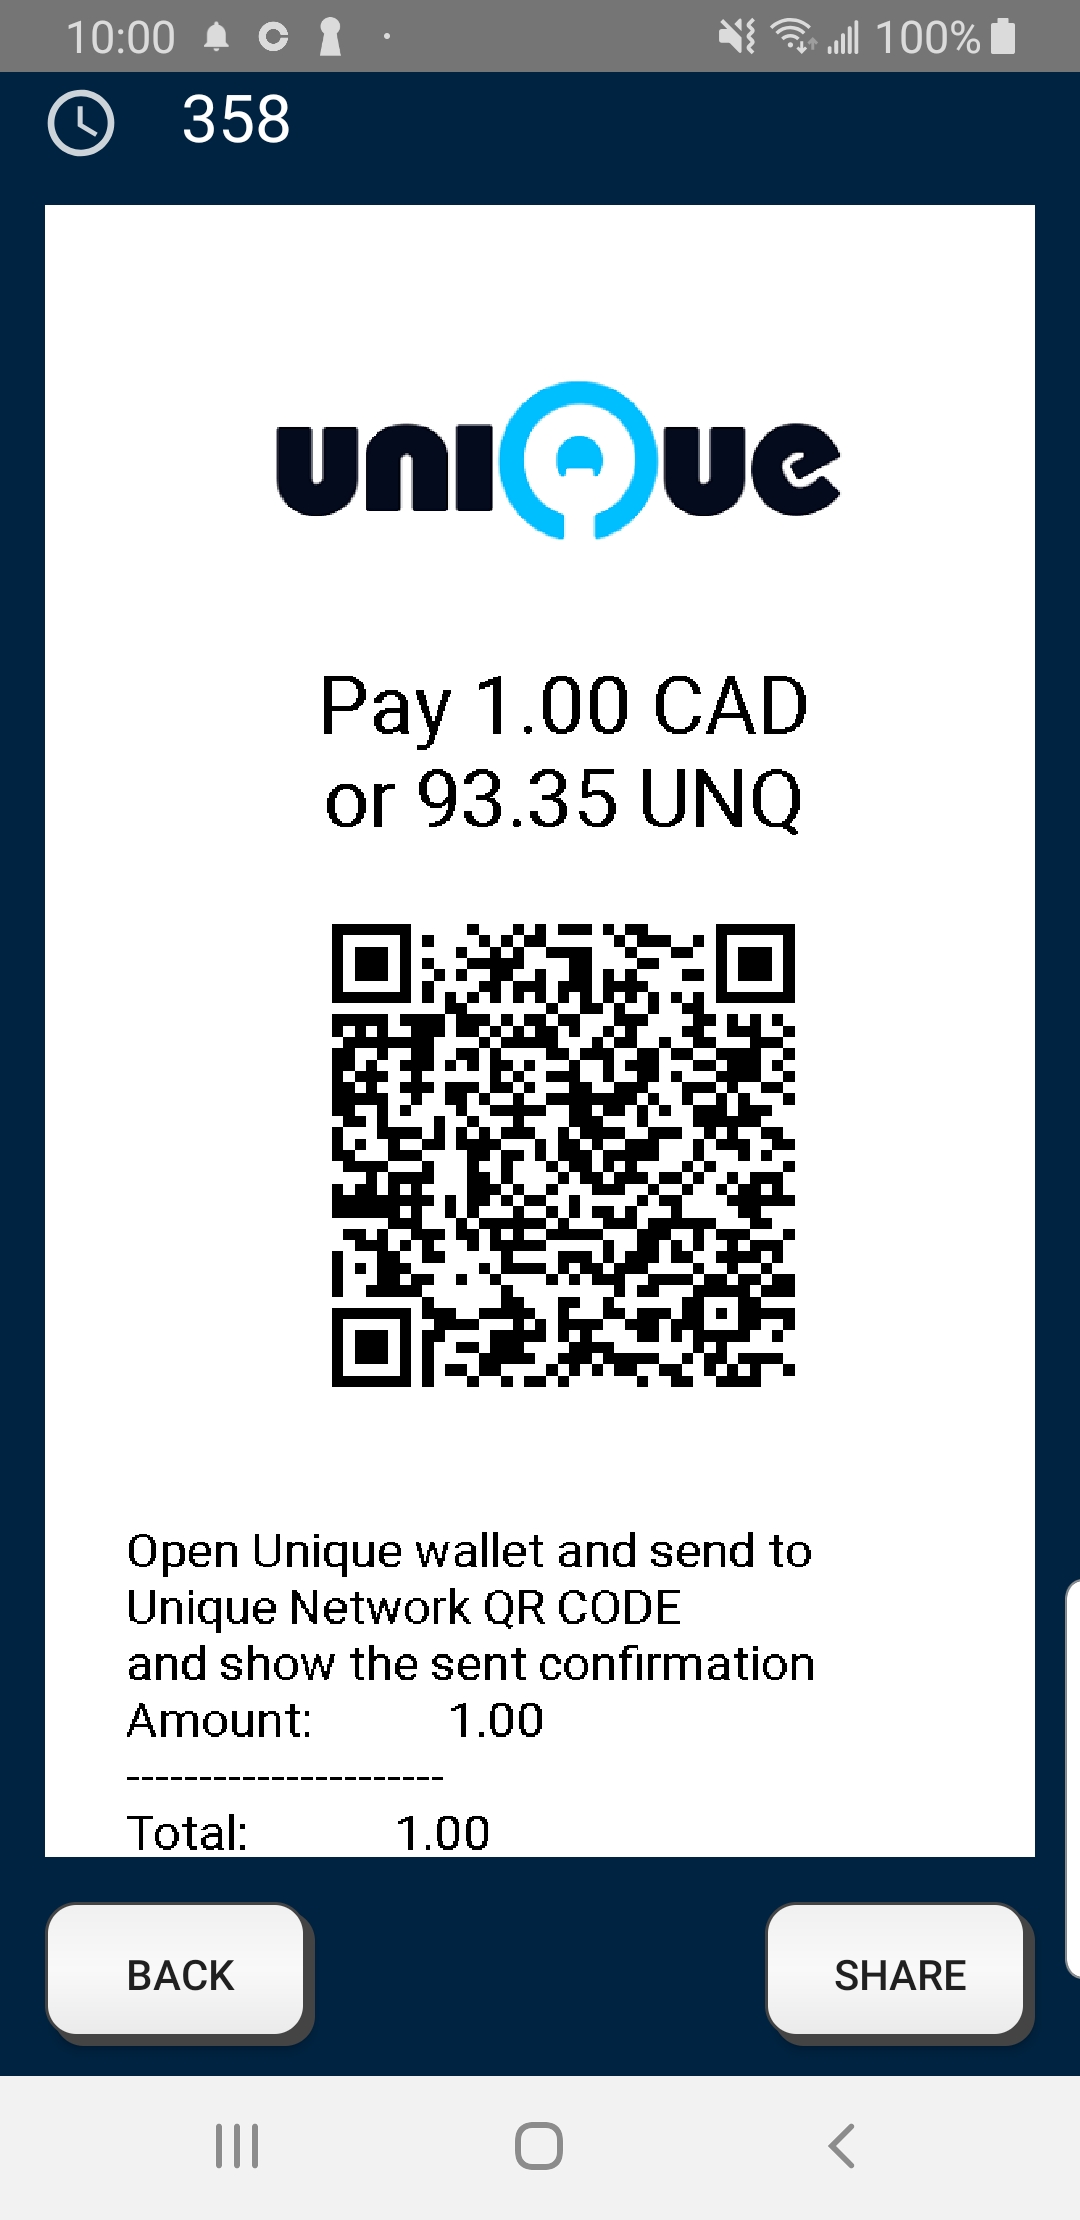 10:00 100%
358
UNIQUE
Pay 1.00 CAD
or 93.35 UNQ
Open Unique wallet and send to
Unique Network QR CODE
and show the sent confirmation
Amount: 1.00
----------------------
Total: 1.00
BACK SHARE